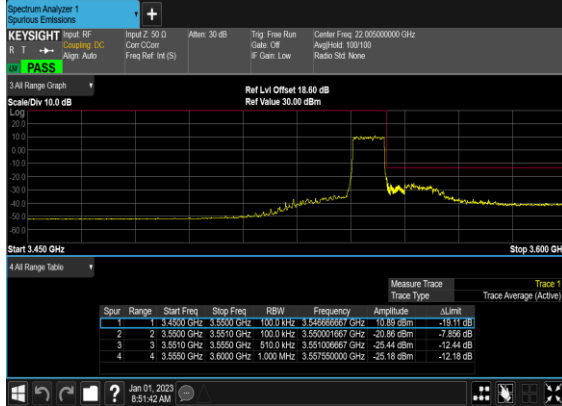 Spectrum Analyzer 1
Spurious Emissions
+
KEYSIGHT Input: RF Input Z: 50 Ω Atten: 30 dB Trig: Free Run Center Freq: 22.005000000 GHz
R T Coupling: DC Corr CCorr Gate: Off Avg|Hold: 100/100
Align: Auto Freq Ref: Int (S) IF Gain: Low Radio Std: None
PASS
3 All Range Graph
Ref Lvl Offset 18.60 dB
Scale/Div 10.0 dB Ref Value 30.00 dBm
Log
20.0
10.0
0.00
-10.0
-20.0
-30.0
-40.0
-50.0
-60.0
Start 3.450 GHz Stop 3.600 GH
4 All Range Table
Measure Trace Trace 1
Trace Type Trace Average (Active)
Spur Range Start Freq Stop Freq RBW Frequency Amplitude ΔLimit
1 1 3.4500 GHz 3.5500 GHz 100.0 kHz 3.546666667 GHz 10.89 dBm -19.11 dB
2 2 3.5500 GHz 3.5510 GHz 100.0 kHz 3.550001667 GHz -20.86 dBm -7.856 dB
3 3 3.5510 GHz 3.5550 GHz 510.0 kHz 3.551006667 GHz -25.44 dBm -12.44 dB
4 4 3.5550 GHz 3.6000 GHz 1.000 MHz 3.557550000 GHz -25.18 dBm -12.18 dB
? Jan 01, 2023
8:51:42 AM